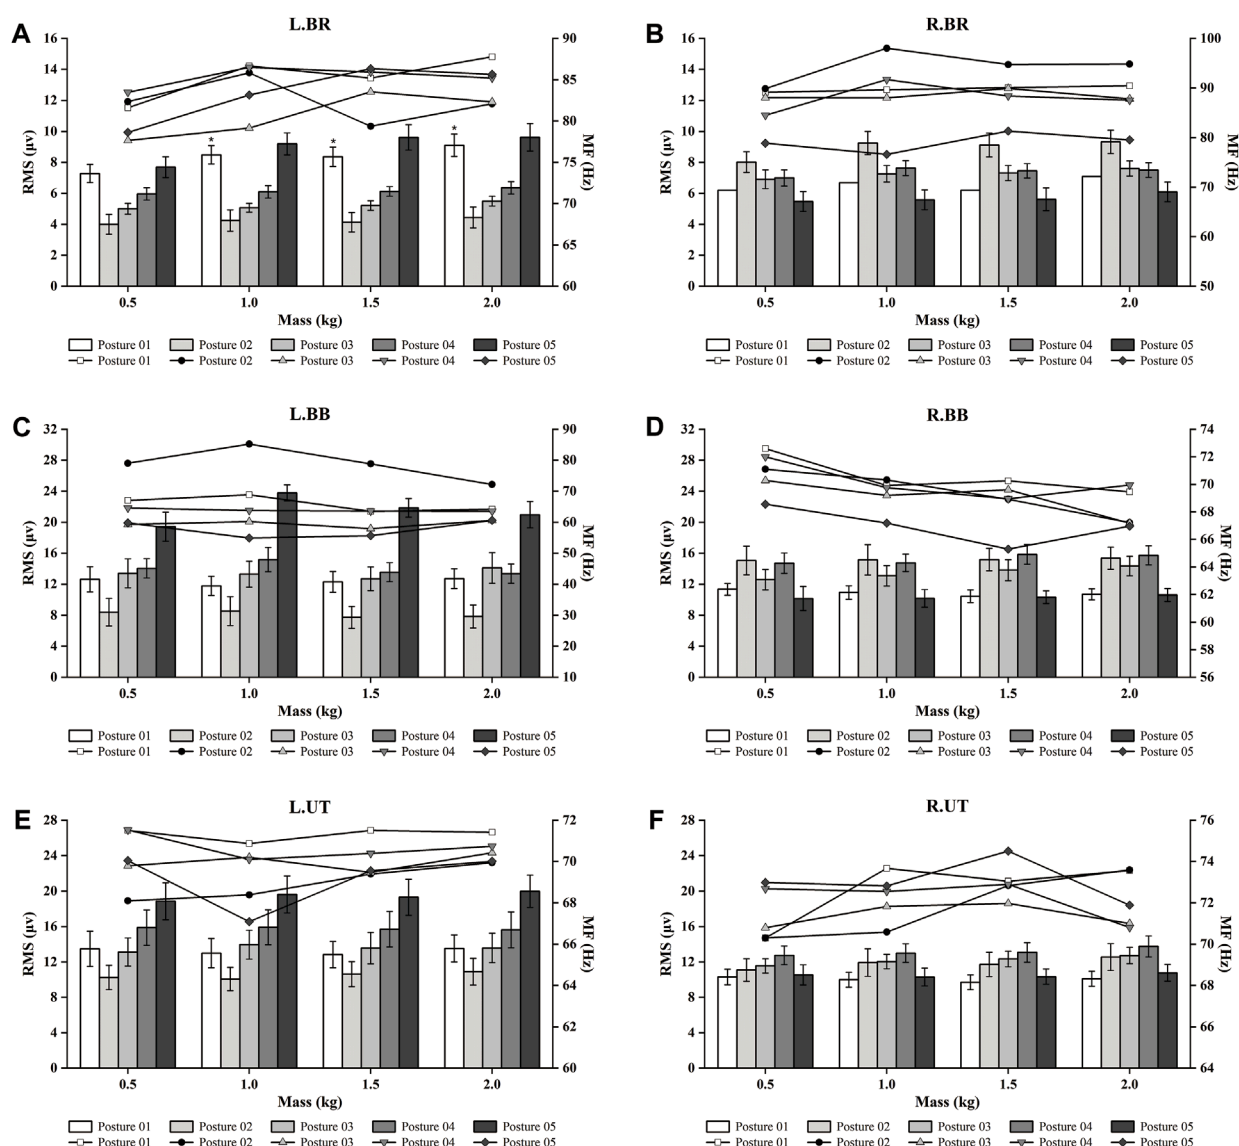 A
L.BR
16
14
12
10
8
6
4
2
0
RMS (μv)
90
85
80
75
70
65
60
MF (Hz)
* * *
0.5 1.0 1.5 2.0
Mass (kg)
Posture 01 Posture 02 Posture 03 Posture 04 Posture 05
Posture 01 Posture 02 Posture 03 Posture 04 Posture 05
B
R.BR
16
14
12
10
8
6
4
2
0
RMS (μv)
100
90
80
70
60
50
MF (Hz)
0.5 1.0 1.5 2.0
Mass (kg)
Posture 01 Posture 02 Posture 03 Posture 04 Posture 05
Posture 01 Posture 02 Posture 03 Posture 04 Posture 05
C
L.BB
32
28
24
20
16
12
8
4
0
RMS (μv)
90
80
70
60
50
40
30
20
10
MF (Hz)
0.5 1.0 1.5 2.0
Mass (kg)
Posture 01 Posture 02 Posture 03 Posture 04 Posture 05
Posture 01 Posture 02 Posture 03 Posture 04 Posture 05
D
R.BB
32
28
24
20
16
12
8
4
0
RMS (μv)
74
72
70
68
66
64
62
60
58
56
MF (Hz)
0.5 1.0 1.5 2.0
Mass (kg)
Posture 01 Posture 02 Posture 03 Posture 04 Posture 05
Posture 01 Posture 02 Posture 03 Posture 04 Posture 05
E
L.UT
28
24
20
16
12
8
4
0
RMS (μv)
72
70
68
66
64
62
60
MF (Hz)
0.5 1.0 1.5 2.0
Mass (kg)
Posture 01 Posture 02 Posture 03 Posture 04 Posture 05
Posture 01 Posture 02 Posture 03 Posture 04 Posture 05
F
R.UT
28
24
20
16
12
8
4
0
RMS (μv)
76
74
72
70
68
66
64
MF (Hz)
0.5 1.0 1.5 2.0
Mass (kg)
Posture 01 Posture 02 Posture 03 Posture 04 Posture 05
Posture 01 Posture 02 Posture 03 Posture 04 Posture 05